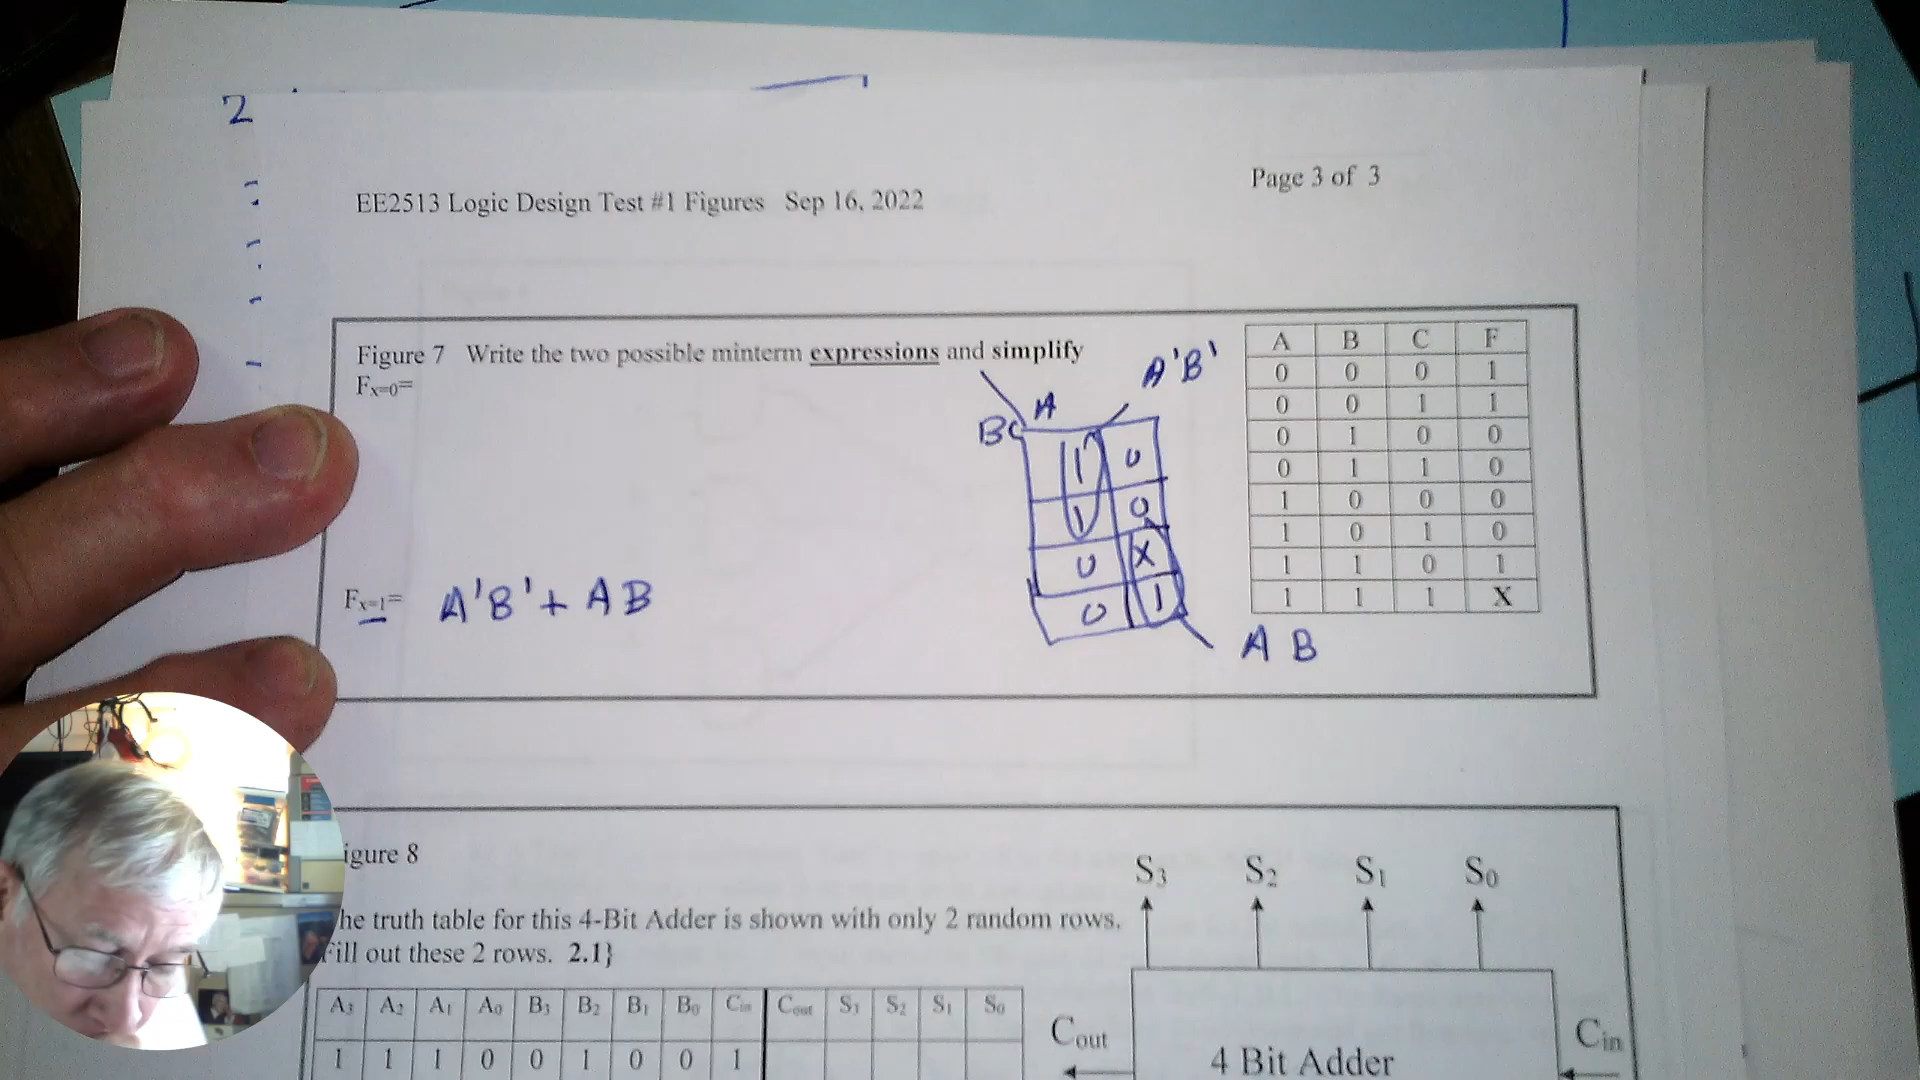 2
EE2513 Logic Design Test #1 Figures Sep 16, 2022
Page 3 of 3
Figure 7 Write the two possible minterm expressions and simplify
Fx=0=
A'B'
A
BC
1 0
1 0
0 X
0 1
A B
Fx=1= A'B' + AB
A B C F
0 0 0 1
0 0 1 1
0 1 0 0
0 1 1 0
1 0 0 0
1 0 1 0
1 1 0 1
1 1 1 X
igure 8
he truth table for this 4-Bit Adder is shown with only 2 random rows.
Fill out these 2 rows. 2.1}
A3 A2 A1 A0 B3 B2 B1 B0 Cin Cout S3 S2 S1 S0
1 1 1 0 0 1 0 0 1
S3 S2 S1 S0
Cout
4 Bit Adder
Cin